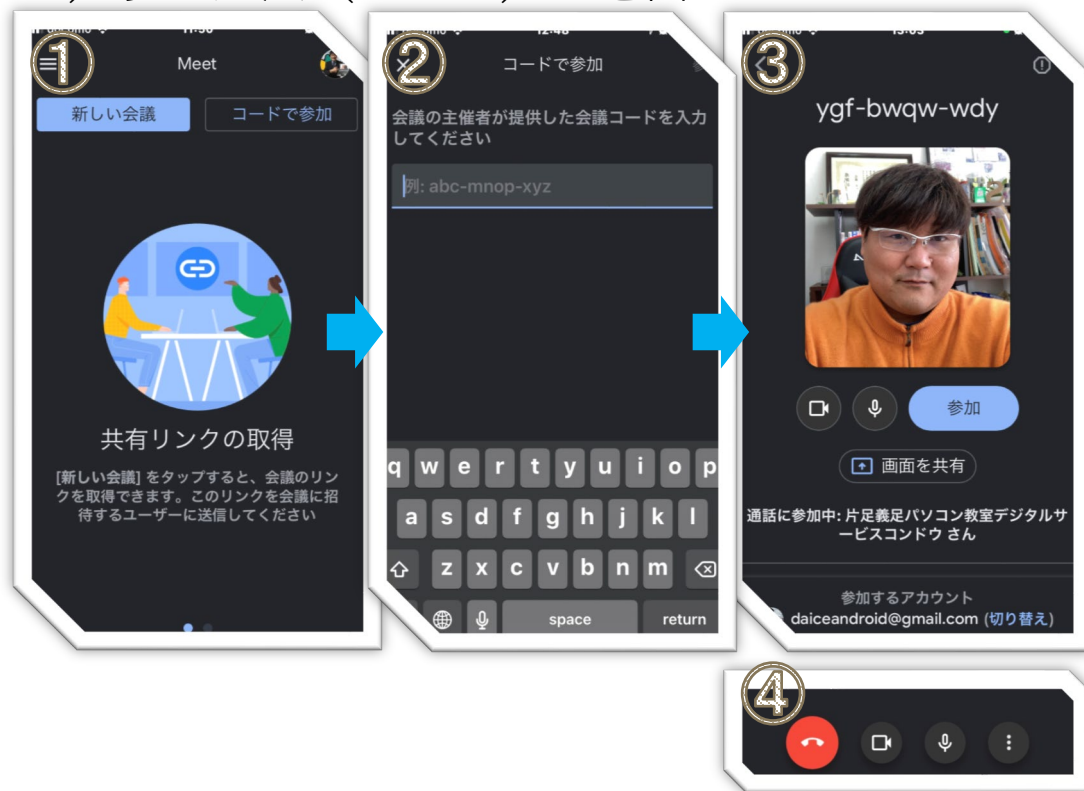 ①
11:50
Meet
新しい会議
コードで参加
共有リンクの取得
[新しい会議] をタップすると、会議のリン
クを取得できます。このリンクを会議に招
待するユーザーに送信してください
②
12:48
コードで参加
会議の主催者が提供した会議コードを入力
してください
例: abc-mnop-xyz
q w e r t y u i o p
a s d f g h j k l
z x c v b n m
space return
③
13:03
ygf-bwqw-wdy
参加
画面を共有
通話に参加中: 片足義足パソコン教室デジタルサ
ービスコンドウ さん
参加するアカウント
daiceandroid@gmail.com (切り替え)
④